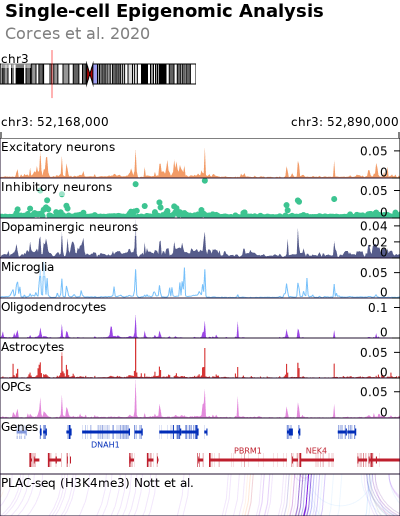 Single-cell Epigenomic Analysis
Corces et al. 2020
chr3
chr3: 52,168,000 chr3: 52,890,000
Excitatory neurons 0.05
0
Inhibitory neurons 0.05
0
Dopaminergic neurons 0.04
0.02
0
Microglia 0.05
0
Oligodendrocytes 0.1
0
Astrocytes 0.05
0
OPCs 0.05
0
Genes
DNAH1
PBRM1 NEK4
PLAC-seq (H3K4me3) Nott et al.